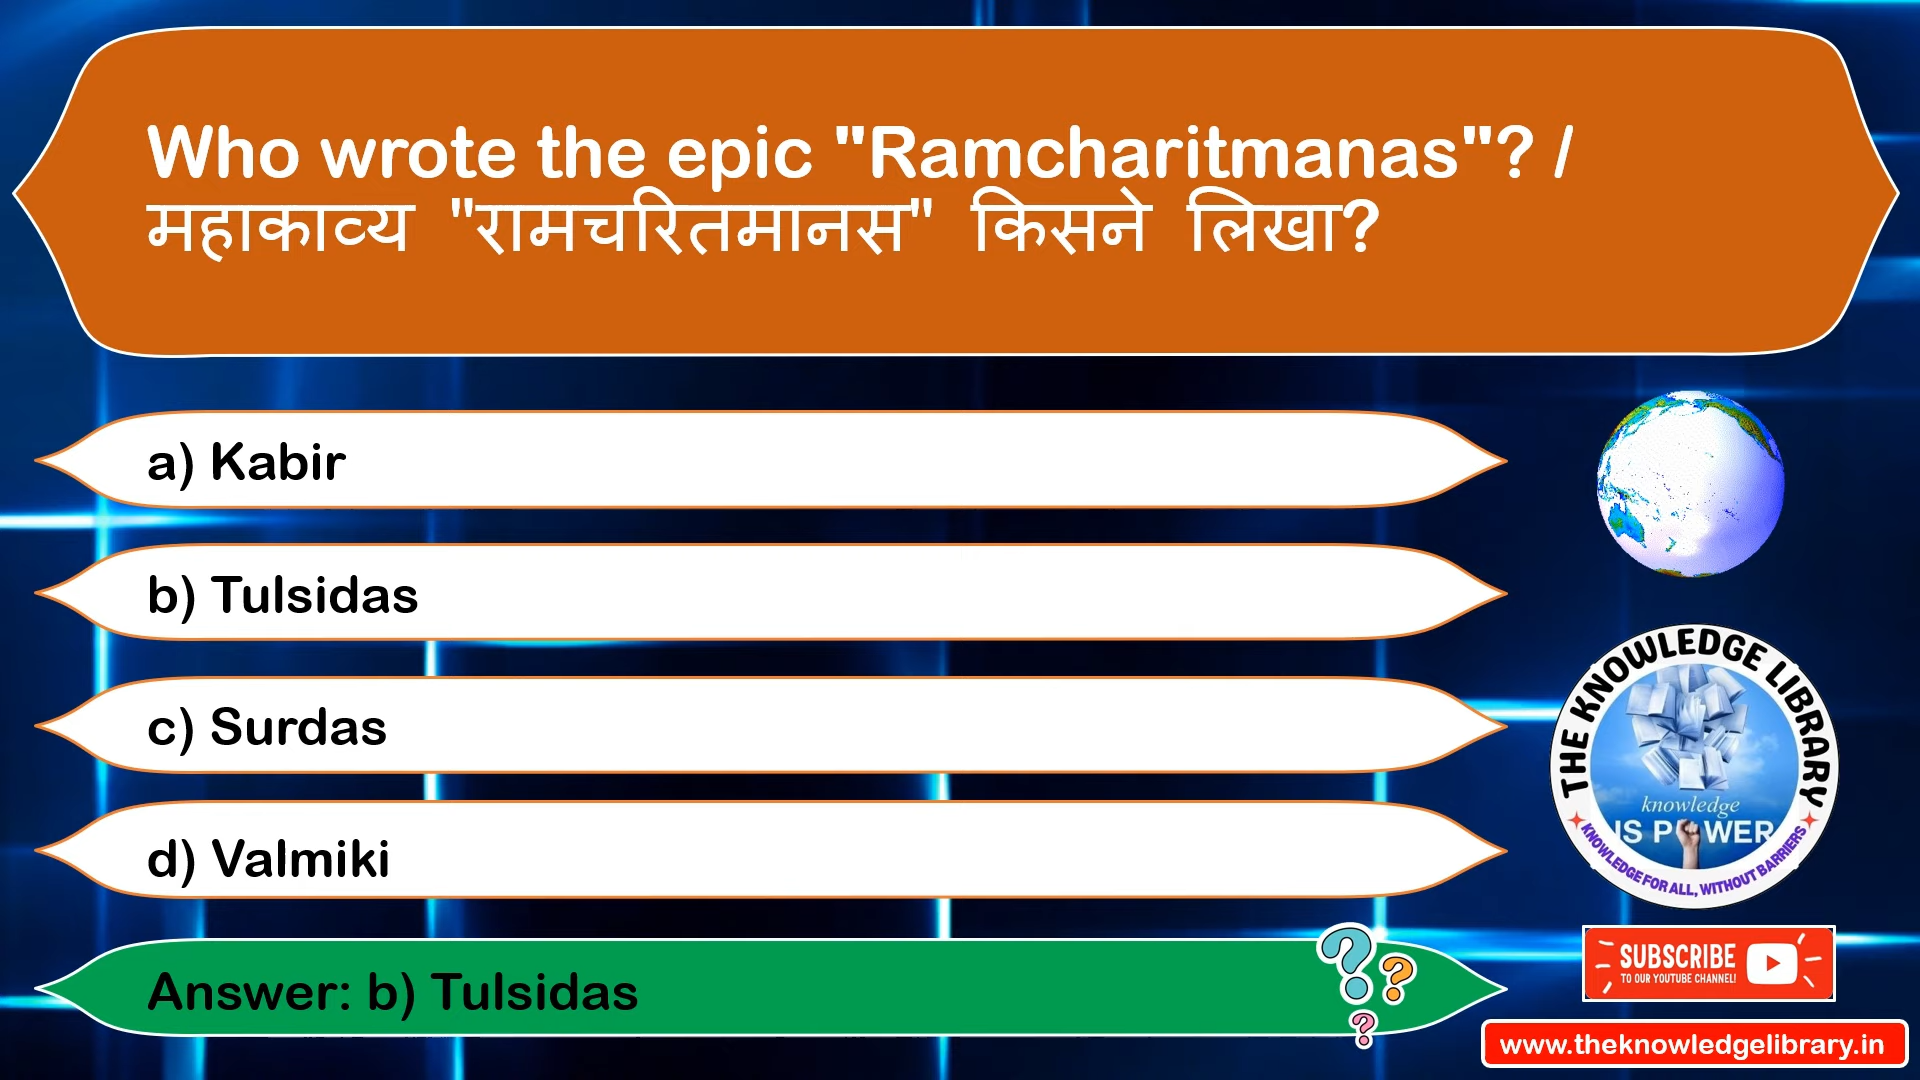 Who wrote the epic "Ramcharitmanas"? /
महाकाव्य "रामचरितमानस" किसने लिखा?
a) Kabir
b) Tulsidas
c) Surdas
d) Valmiki
Answer: b) Tulsidas
THE KNOWLEDGE LIBRARY
knowledge
IS POWER
KNOWLEDGE FOR ALL, WITHOUT BARRIERS
SUBSCRIBE
TO OUR YOUTUBE CHANNEL!
www.theknowledgelibrary.in